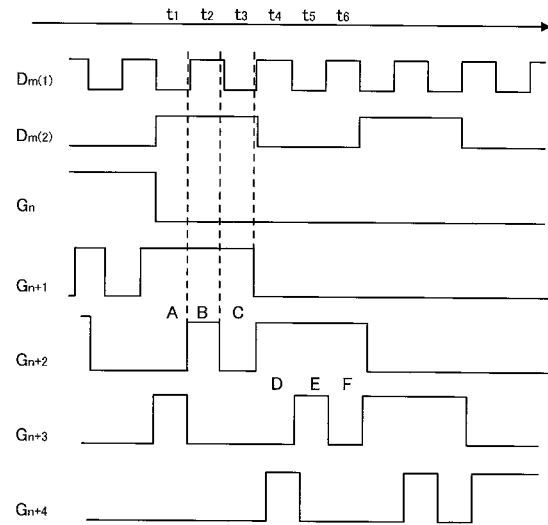 t1 t2 t3 t4 t5 t6
Dm(1)
Dm(2)
Gn
Gn+1
A B C
Gn+2
D E F
Gn+3
Gn+4